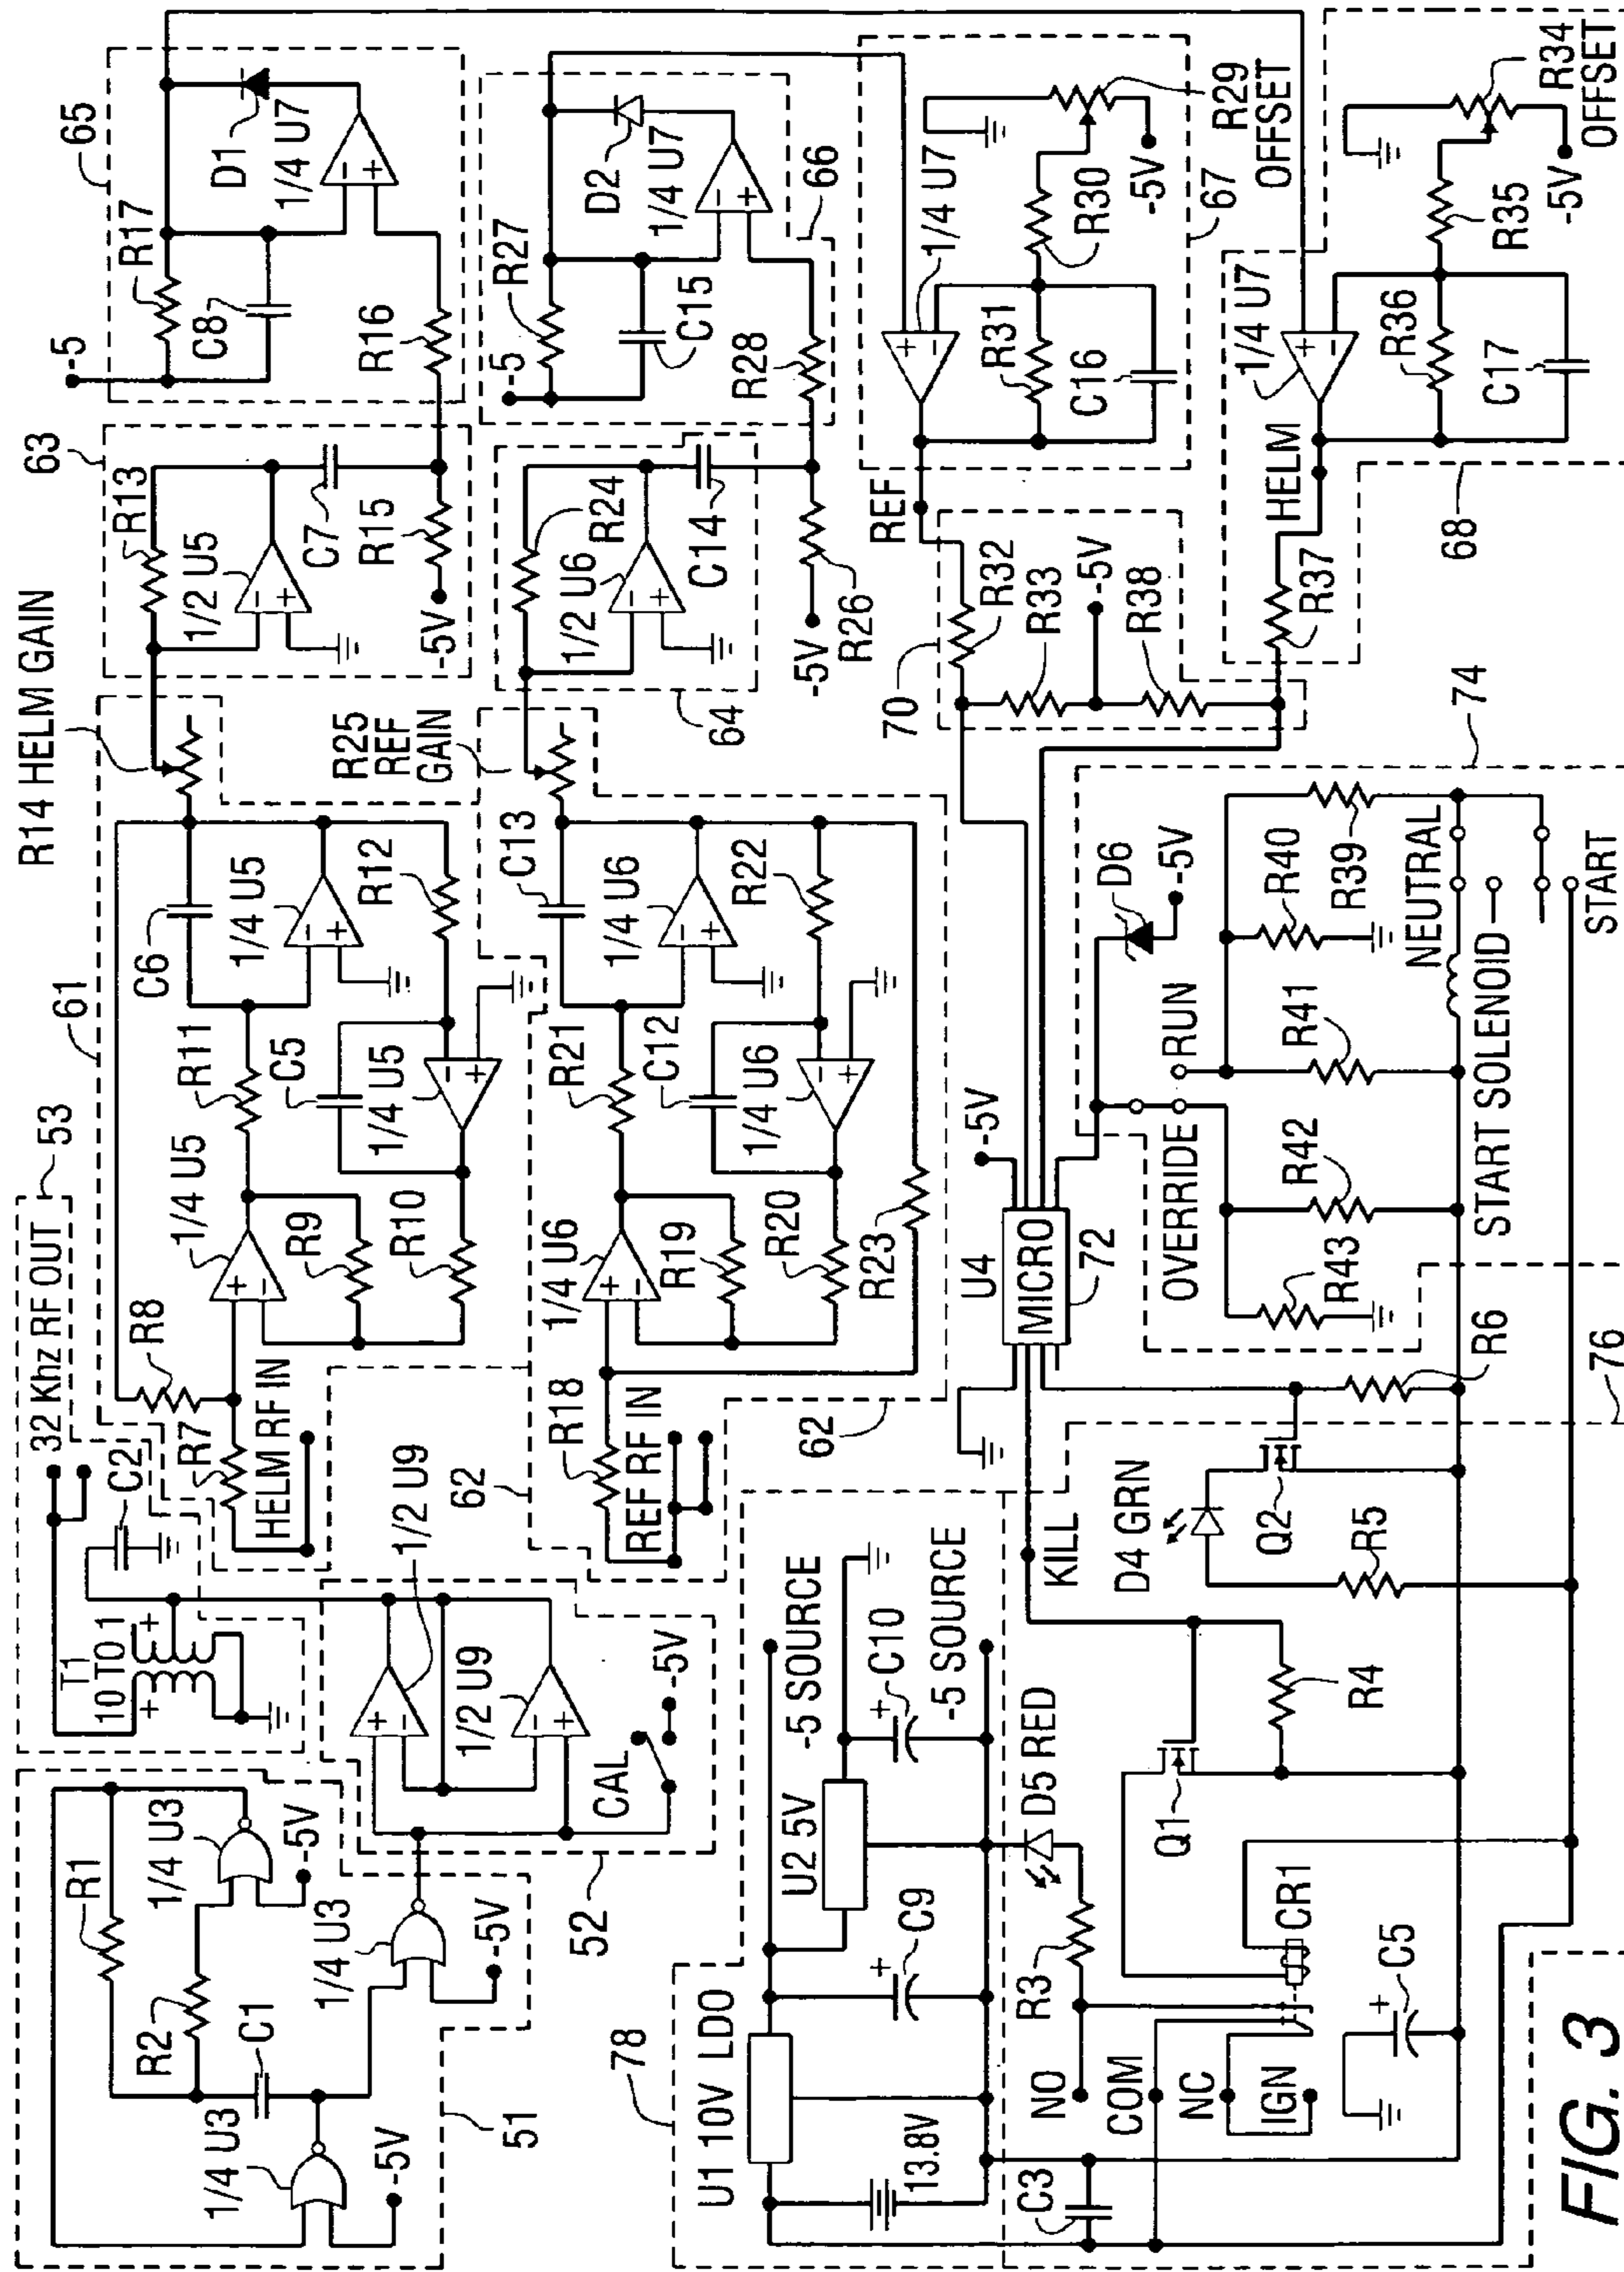 32 Khz RF OUT
53
61
R14 HELM GAIN
63
65
T1
10 TO 1
+
+
C2
R1
1/4 U3
-5V
R2
C1
1/4 U3
-5V
1/4 U3
-5V
51
52
1/2 U9
+
-
1/2 U9
-
+
CAL
-5V
R7
HELM RF IN
R8
1/4 U5
+
-
R9
R10
R11
C5
1/4 U5
-
+
C6
1/4 U5
-
+
R12
R13
1/2 U5
-
+
C7
R15
-5V
-5
R17
C8
R16
D1
1/4 U7
-
+
62
R18
REF RF IN
62
1/4 U6
+
-
R19
R20
R23
R21
C12
1/4 U6
-
+
C13
1/4 U6
-
+
R22
R25
REF
GAIN
1/2 U6
-
+
R24
C14
64
-5V
R26
-5
R27
C15
R28
D2
1/4 U7
-
+
66
REF
1/4 U7
+
-
R31
C16
R30
-5V
R29
OFFSET
67
70
R32
R33
-5V
R38
HELM
R37
68
1/4 U7
+
-
R36
C17
R35
-5V
R34
OFFSET
78
U1 10V LDO
13.8V
C9
+
U2 5V
C10
+
-5 SOURCE
-5 SOURCE
D5 RED
R3
NO
COM
NC
IGN
C3
CR1
C5
+
Q1
R4
KILL
D4 GRN
Q2
R5
R6
76
U4
MICRO
72
-5V
74
D6
-5V
OVERRIDE
RUN
R43
R42
R41
R40
R39
NEUTRAL
START SOLENOID
START
FIG. 3